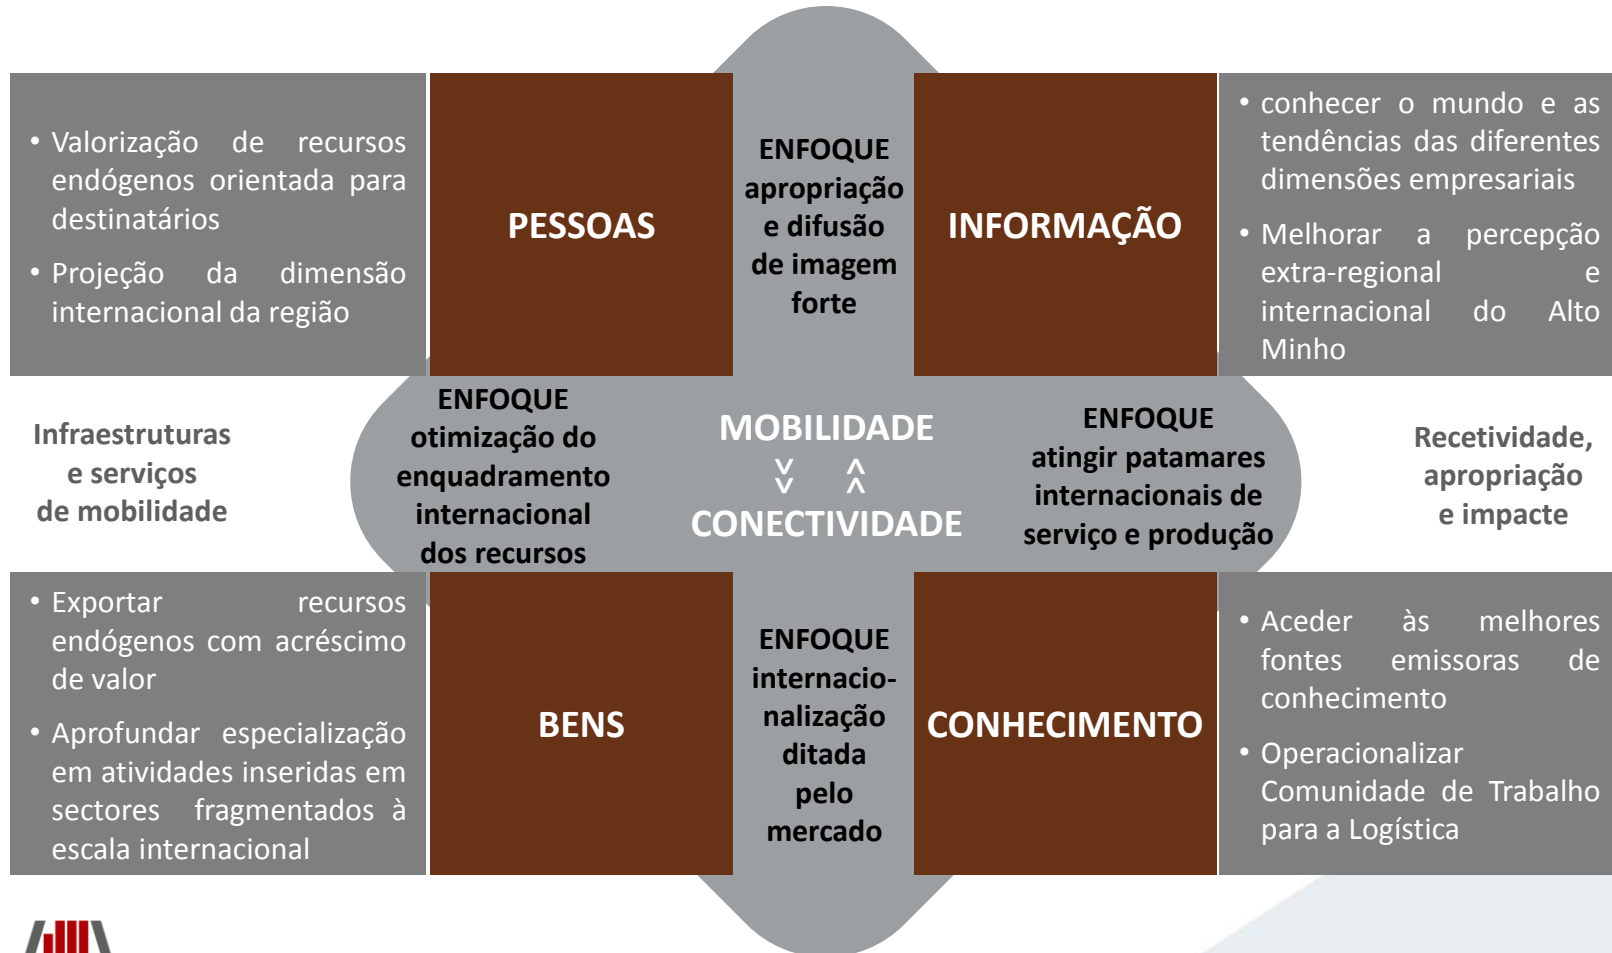 • Valorização de recursos
endógenos orientada para
destinatários
• Projeção da dimensão
internacional da região
PESSOAS
ENFOQUE
apropriação
e difusão
de imagem
forte
INFORMAÇÃO
• conhecer o mundo e as
tendências das diferentes
dimensões empresariais
• Melhorar a percepção
extra-regional e
internacional do Alto
Minho
Infraestruturas
e serviços
de mobilidade
ENFOQUE
otimização do
enquadramento
internacional
dos recursos
MOBILIDADE
> <
> <
CONECTIVIDADE
ENFOQUE
atingir patamares
internacionais de
serviço e produção
Recetividade,
apropriação
e impacte
• Exportar recursos
endógenos com acréscimo
de valor
• Aprofundar especialização
em atividades inseridas em
sectores fragmentados à
escala internacional
BENS
ENFOQUE
internacio-
nalização
ditada
pelo
mercado
CONHECIMENTO
• Aceder às melhores
fontes emissoras de
conhecimento
• Operacionalizar
Comunidade de Trabalho
para a Logística